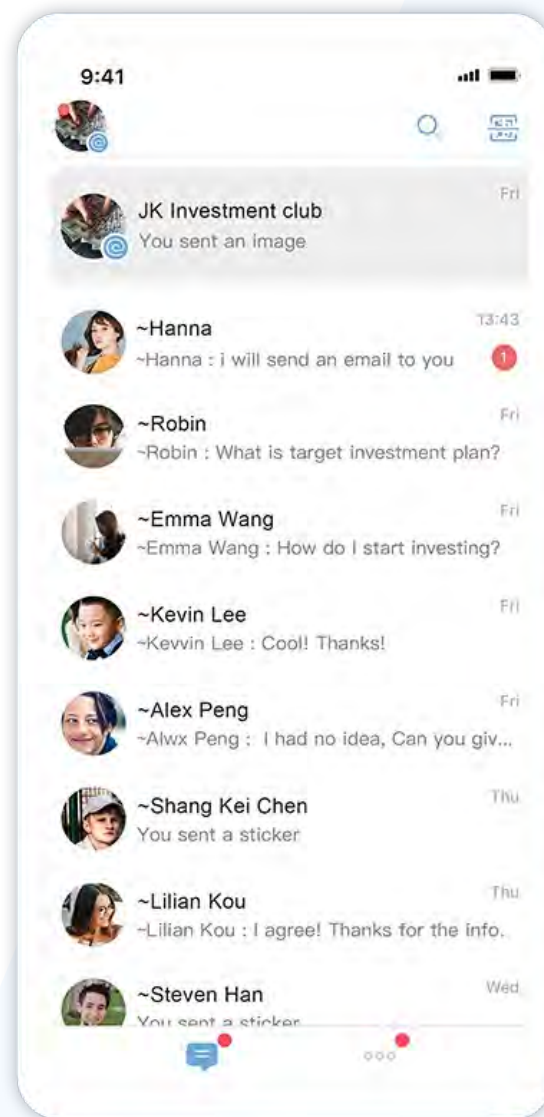 9:41
JK Investment club
Fri
You sent an image
~Hanna
13:43
~Hanna : i will send an email to you
1
~Robin
Fri
~Robin : What is target investment plan?
~Emma Wang
Fri
~Emma Wang : How do I start investing?
~Kevin Lee
Fri
~Kevvin Lee : Cool! Thanks!
~Alex Peng
Fri
~Alwx Peng : I had no idea, Can you giv...
~Shang Kei Chen
Thu
You sent a sticker
~Lilian Kou
Thu
~Lilian Kou : I agree! Thanks for the info.
~Steven Han
Wed
You sent a sticker